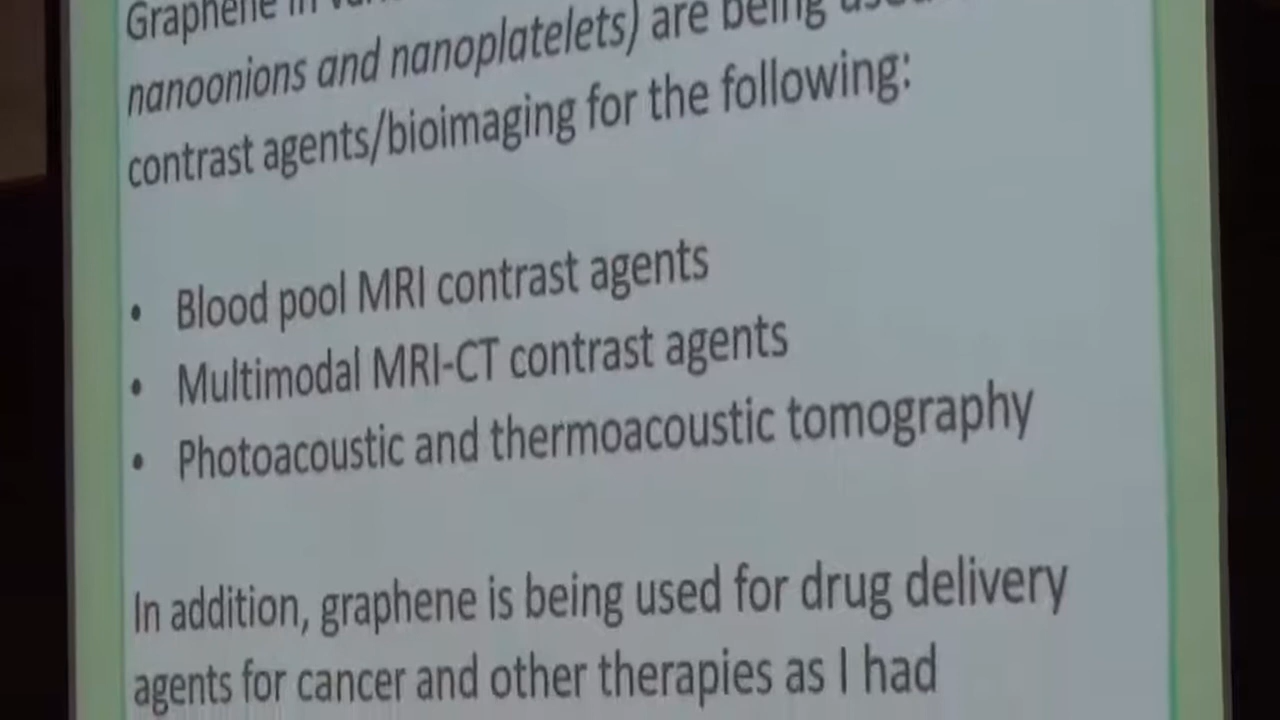 Graphene in
nanoonions and nanoplatelets) are being
contrast agents/bioimaging for the following:
• Blood pool MRI contrast agents
• Multimodal MRI-CT contrast agents
• Photoacoustic and thermoacoustic tomography
In addition, graphene is being used for drug delivery
agents for cancer and other therapies as I had